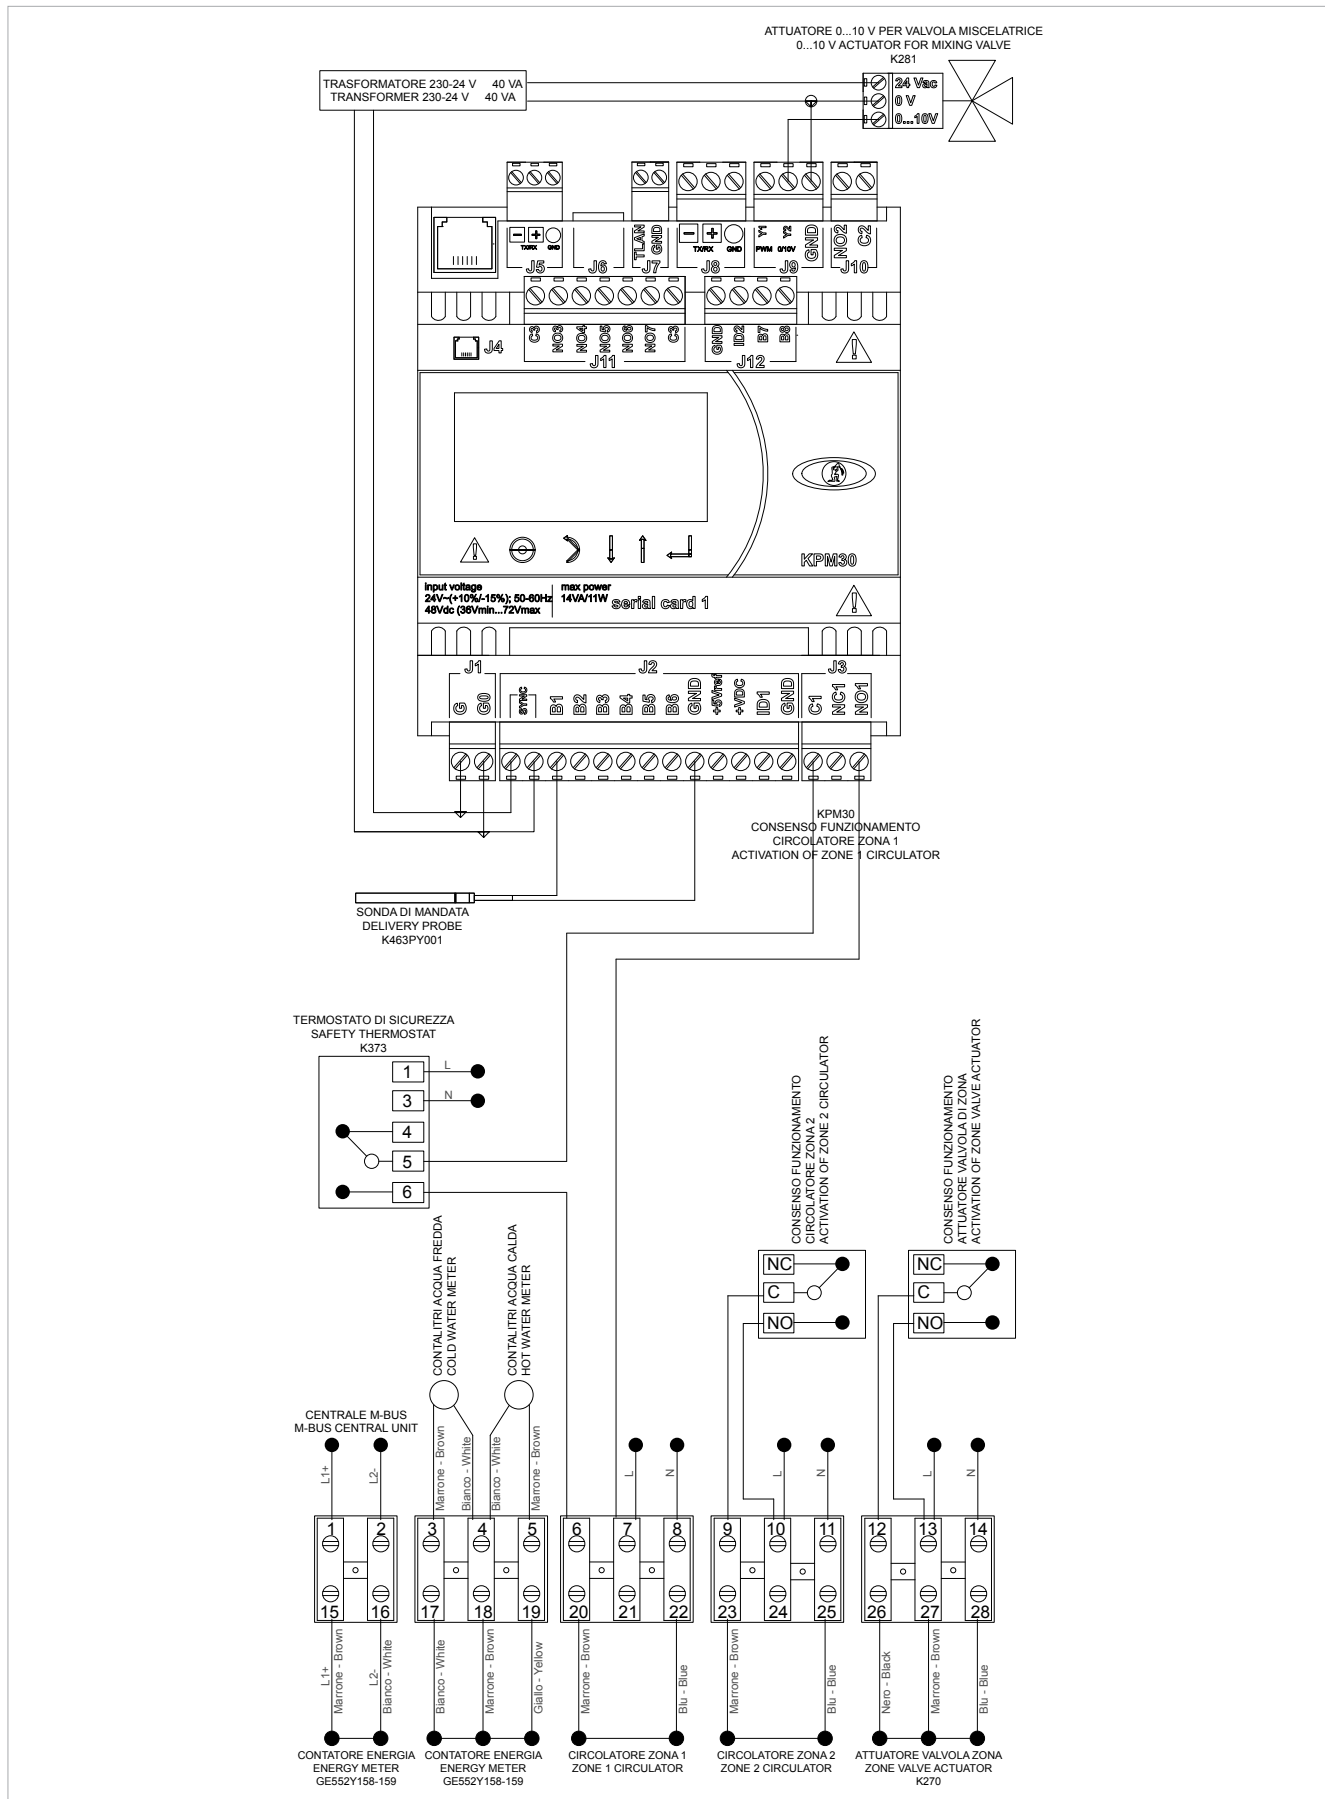 ATTUATORE 0...10 V PER VALVOLA MISCELATRICE
0...10 V ACTUATOR FOR MIXING VALVE
K281
TRASFORMATORE 230-24 V 40 VA
TRANSFORMER 230-24 V 40 VA
24 Vac
0 V
0...10V
TX/RX GND
TLAN GND
TX/RX GND
Y1 Y2 GND
PWM 0/10V
NO2 C2
J5 J6 J7 J8 J9 J10
C3 NO3 NO4 NO5 NO6 NO7 C3
GND ID2 B7 B8
J4
J11
J12
KPM30
input voltage
24V~(+10%/-15%); 50-60Hz
48Vdc (36Vmin...72Vmax
max power
14VA/11W
serial card 1
J1 J2 J3
G G0
SYNC B1 B2 B3 B4 B5 B6 GND +5Vref +VDC ID1 GND
C1 NC1 NO1
KPM30
CONSENSO FUNZIONAMENTO
CIRCOLATORE ZONA 1
ACTIVATION OF ZONE 1 CIRCULATOR
SONDA DI MANDATA
DELIVERY PROBE
K463PY001
TERMOSTATO DI SICUREZZA
SAFETY THERMOSTAT
K373
1 L
3 N
4
5
6
CONSENSO FUNZIONAMENTO
CIRCOLATORE ZONA 2
ACTIVATION OF ZONE 2 CIRCULATOR
NC
C
NO
CONSENSO FUNZIONAMENTO
ATTUATORE VALVOLA DI ZONA
ACTIVATION OF ZONE VALVE ACTUATOR
NC
C
NO
CONTALITRI ACQUA FREDDA
COLD WATER METER
CONTALITRI ACQUA CALDA
HOT WATER METER
CENTRALE M-BUS
M-BUS CENTRAL UNIT
L1+
L2-
Marrone - Brown
Bianco - White
Bianco - White
Marrone - Brown
L
N
L
N
L
N
1 2 3 4 5 6 7 8 9 10 11 12 13 14
15 16 17 18 19 20 21 22 23 24 25 26 27 28
L1+
Marrone - Brown
L2-
Bianco - White
Bianco - White
Marrone - Brown
Giallo - Yellow
Marrone - Brown
Blu - Blue
Marrone - Brown
Blu - Blue
Nero - Black
Marrone - Brown
Blu - Blue
CONTATORE ENERGIA
ENERGY METER
GE552Y158-159
CONTATORE ENERGIA
ENERGY METER
GE552Y158-159
CIRCOLATORE ZONA 1
ZONE 1 CIRCULATOR
CIRCOLATORE ZONA 2
ZONE 2 CIRCULATOR
ATTUATORE VALVOLA ZONA
ZONE VALVE ACTUATOR
K270